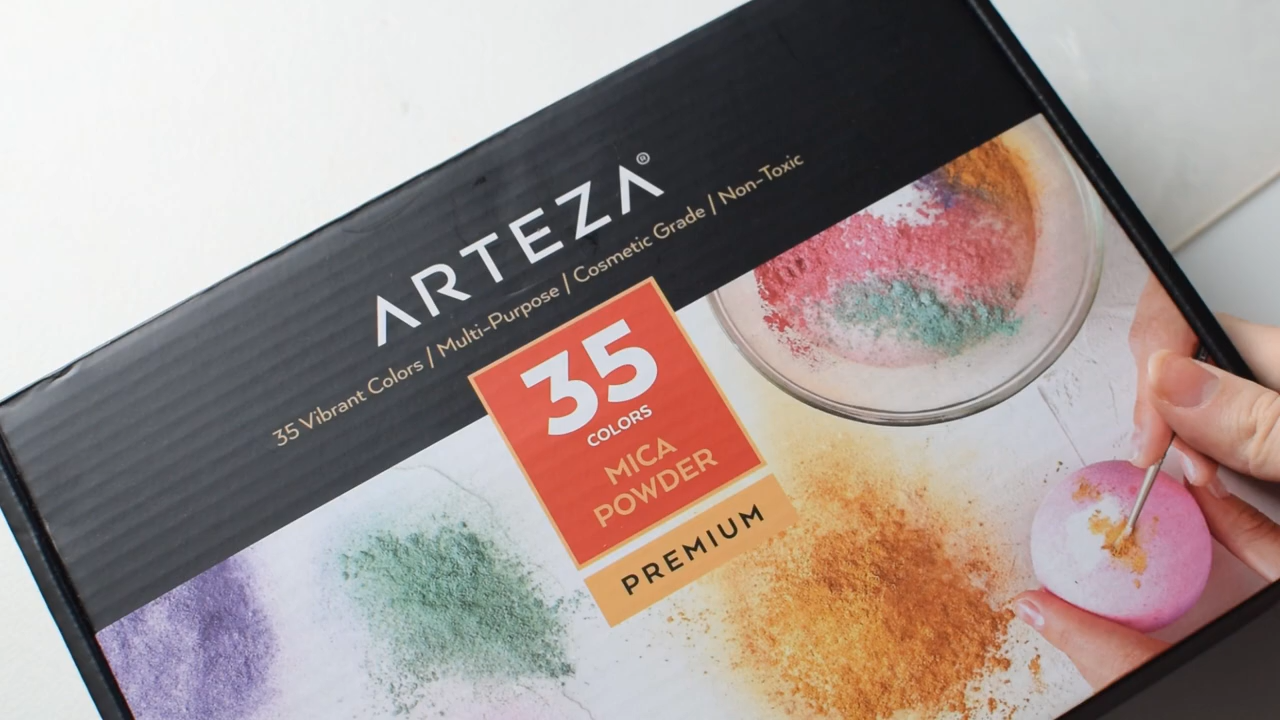 ARTEZA®
35 Vibrant Colors / Multi-Purpose / Cosmetic Grade / Non-Toxic
35
COLORS
MICA
POWDER
PREMIUM